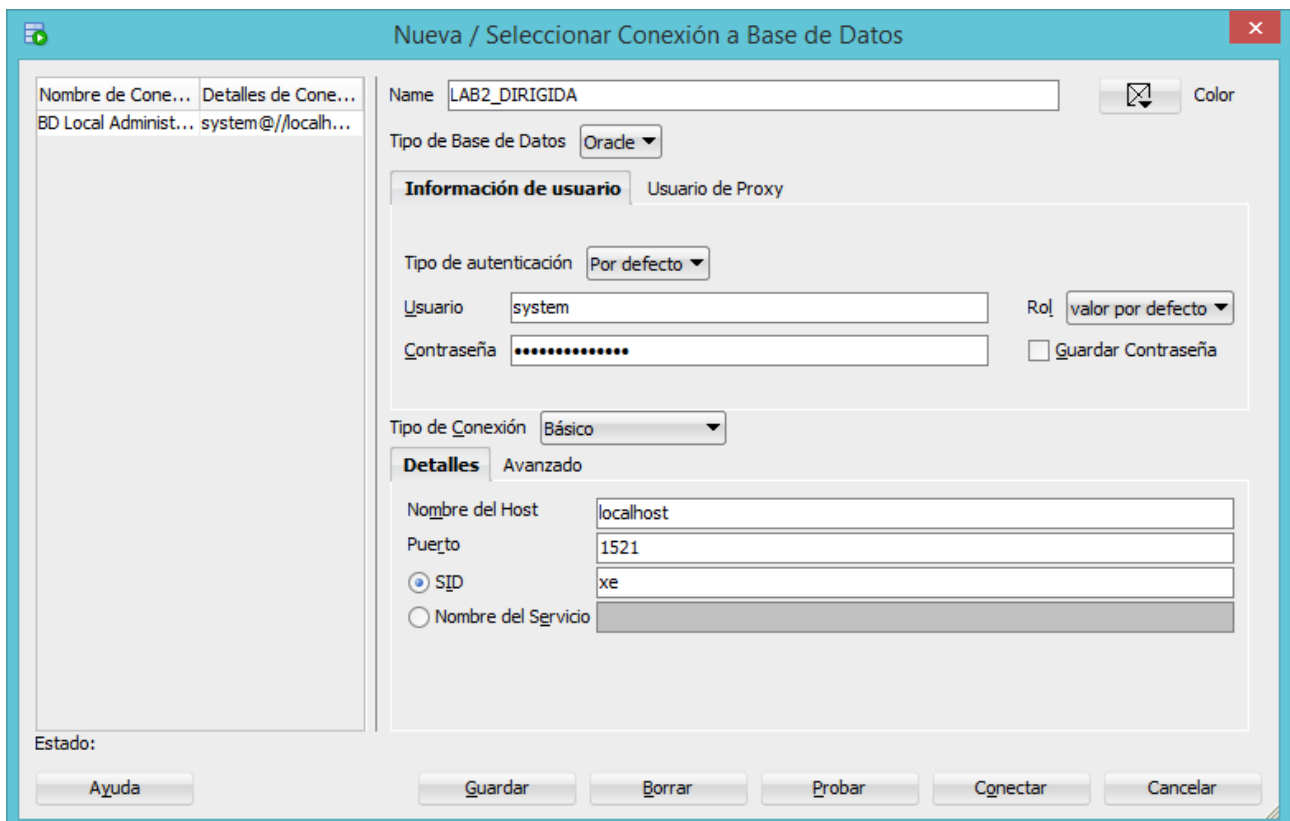 Nueva / Seleccionar Conexión a Base de Datos
Nombre de Cone... Detalles de Cone...
BD Local Administ... system@//localh...
Name LAB2_DIRIGIDA Color
Tipo de Base de Datos Oracle
Información de usuario Usuario de Proxy
Tipo de autenticación Por defecto
Usuario system Rol valor por defecto
Contraseña •••••••••••••• Guardar Contraseña
Tipo de Conexión Básico
Detalles Avanzado
Nombre del Host localhost
Puerto 1521
SID xe
Nombre del Servicio
Estado:
Ayuda Guardar Borrar Probar Conectar Cancelar